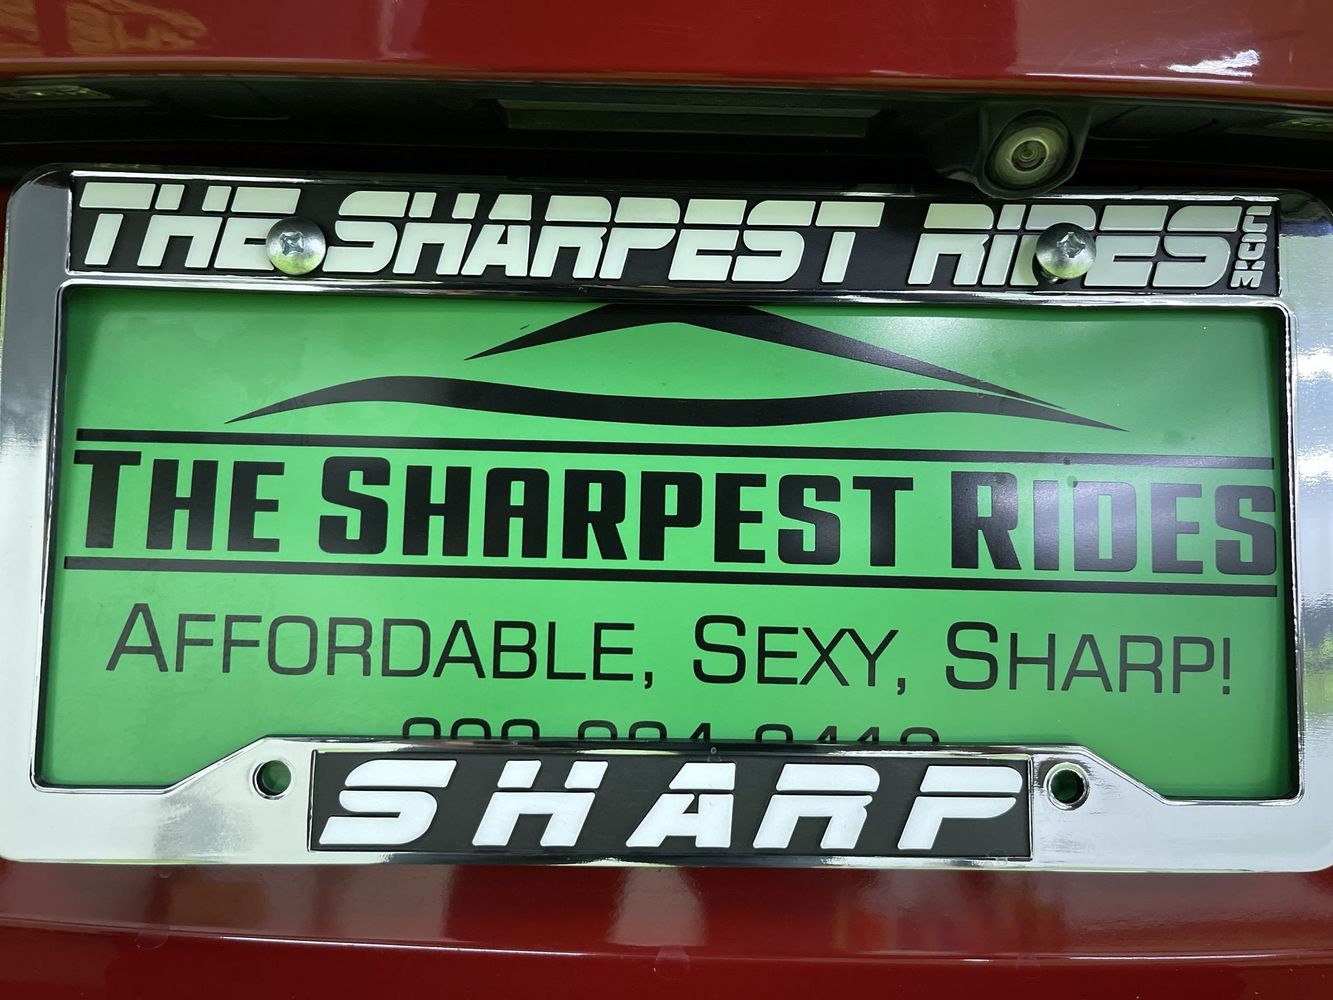 THE SHARPEST RIDES
.COM
THE SHARPEST RIDES
AFFORDABLE, SEXY, SHARP!
SHARP